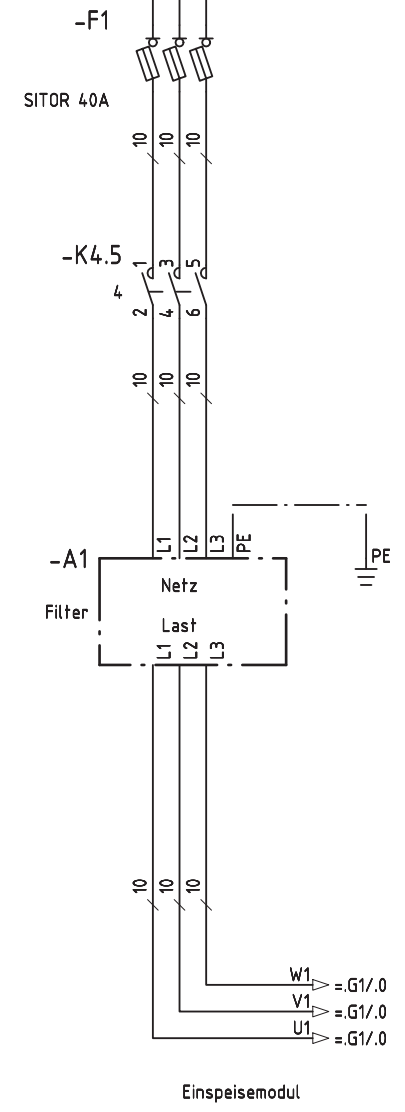 -F1
SITOR 40A
10 10 10
-K4.5
1 3 5
4
2 4 6
10 10 10
L1 L2 L3 PE
-A1
PE
Netz
Filter
Last
L1 L2 L3
10 10 10
W1 =.G1/.0
V1 =.G1/.0
U1 =.G1/.0
Einspeisemodul